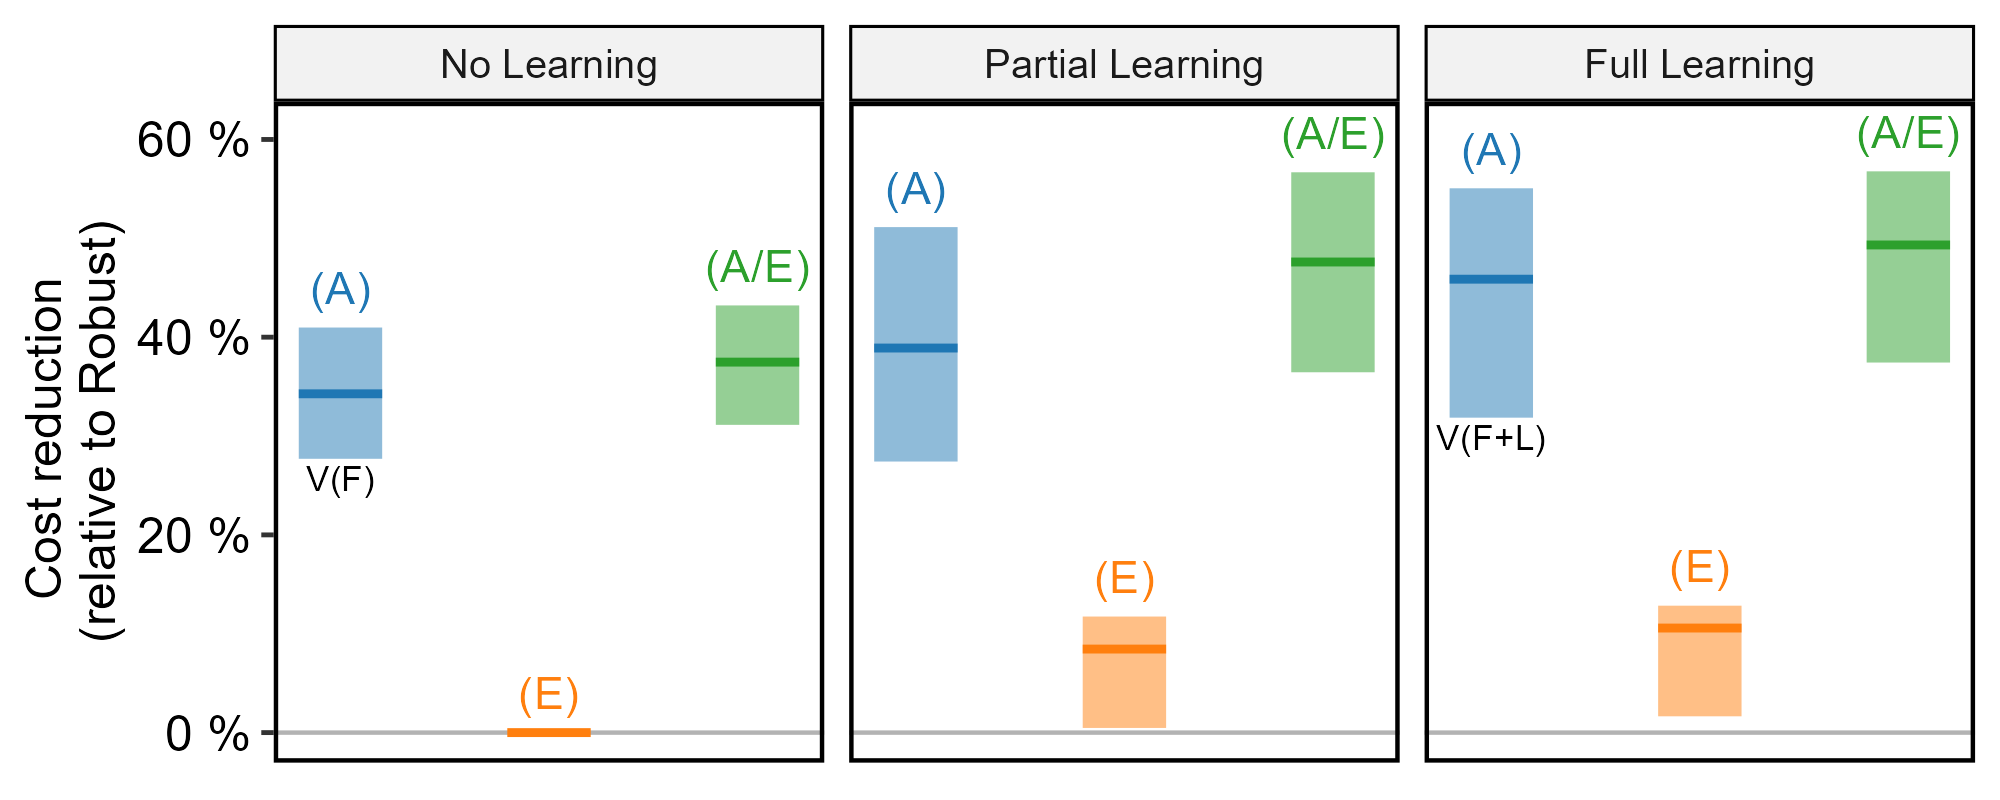 No Learning
Partial Learning
Full Learning
Cost reduction
(relative to Robust)
60 %
40 %
20 %
0 %
(A)
V(F)
(E)
(A/E)
(A)
(E)
(A/E)
(A)
V(F+L)
(E)
(A/E)